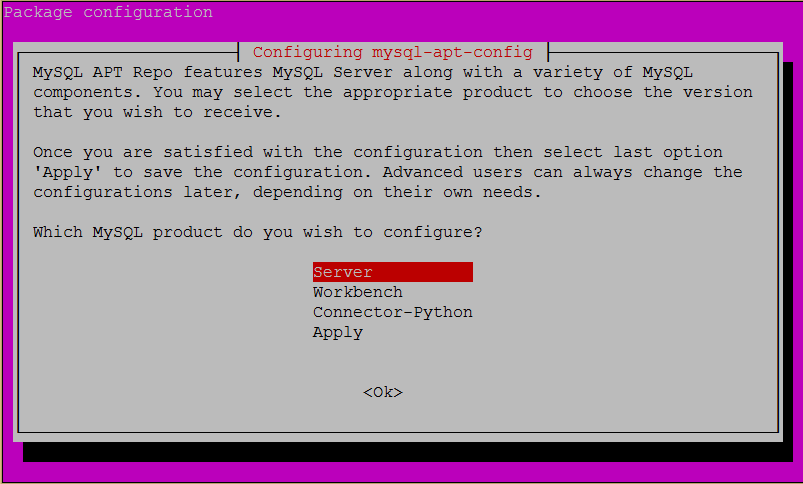 Package configuration
Configuring mysql-apt-config
MySQL APT Repo features MySQL Server along with a variety of MySQL
components. You may select the appropriate product to choose the version
that you wish to receive.
Once you are satisfied with the configuration then select last option
'Apply' to save the configuration. Advanced users can always change the
configurations later, depending on their own needs.
Which MySQL product do you wish to configure?
Server
Workbench
Connector-Python
Apply
<Ok>